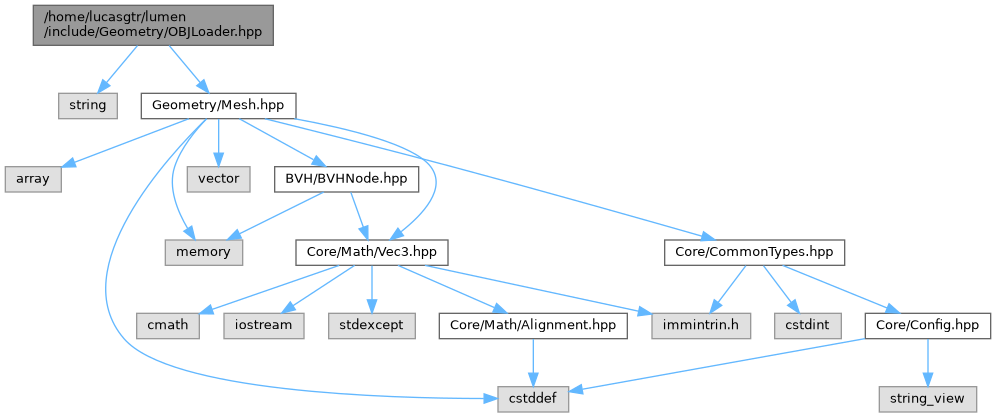 /home/lucasgtr/lumen
/include/Geometry/OBJLoader.hpp
string
Geometry/Mesh.hpp
array
vector
BVH/BVHNode.hpp
memory
Core/Math/Vec3.hpp
Core/CommonTypes.hpp
cmath
iostream
stdexcept
Core/Math/Alignment.hpp
immintrin.h
cstdint
Core/Config.hpp
cstddef
string_view